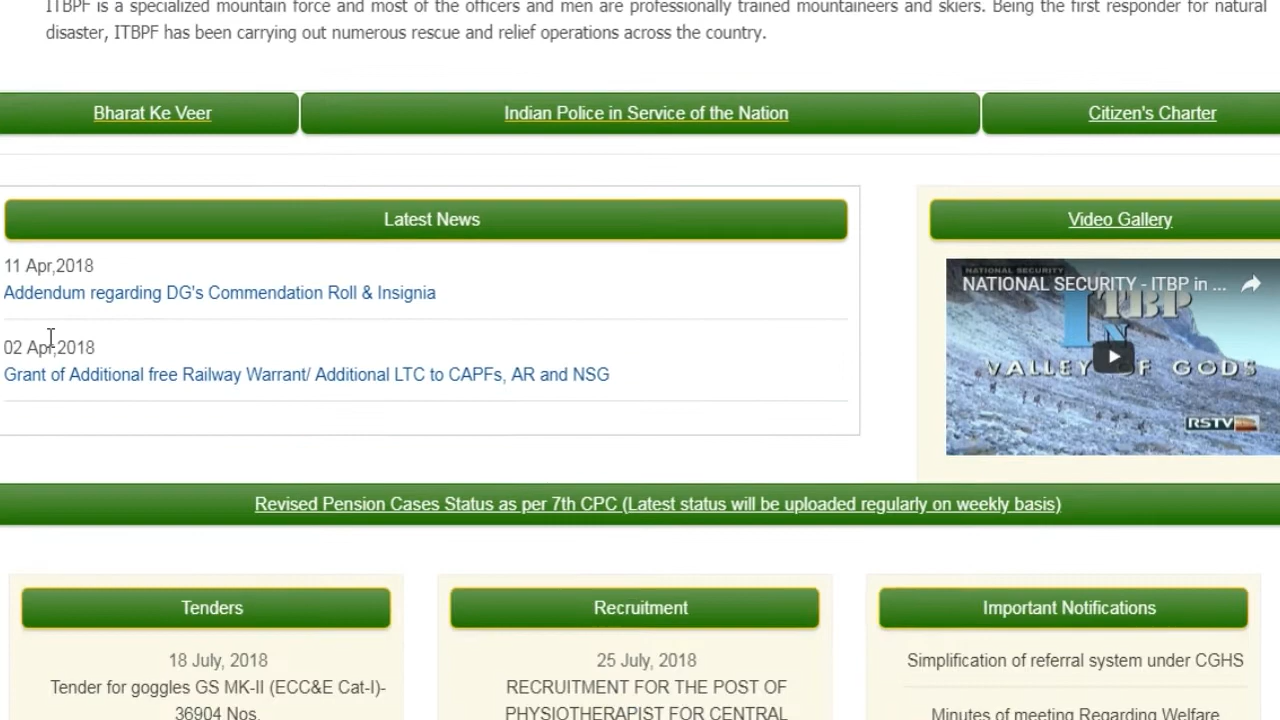 ITBPF is a specialized mountain force and most of the officers and men are professionally trained mountaineers and skiers. Being the first responder for natural
disaster, ITBPF has been carrying out numerous rescue and relief operations across the country.
Bharat Ke Veer
Indian Police in Service of the Nation
Citizen's Charter
Latest News
11 Apr,2018
Addendum regarding DG's Commendation Roll & Insignia
02 Apr,2018
Grant of Additional free Railway Warrant/ Additional LTC to CAPFs, AR and NSG
Video Gallery
NATIONAL SECURITY
NATIONAL SECURITY - ITBP in ...
ITBP
IN
VALLEY OF GODS
RSTV
Revised Pension Cases Status as per 7th CPC (Latest status will be uploaded regularly on weekly basis)
Tenders
18 July, 2018
Tender for goggles GS MK-II (ECC&E Cat-I)-
36904 Nos.
Recruitment
25 July, 2018
RECRUITMENT FOR THE POST OF
PHYSIOTHERAPIST FOR CENTRAL
Important Notifications
Simplification of referral system under CGHS
Minutes of meeting Regarding Welfare